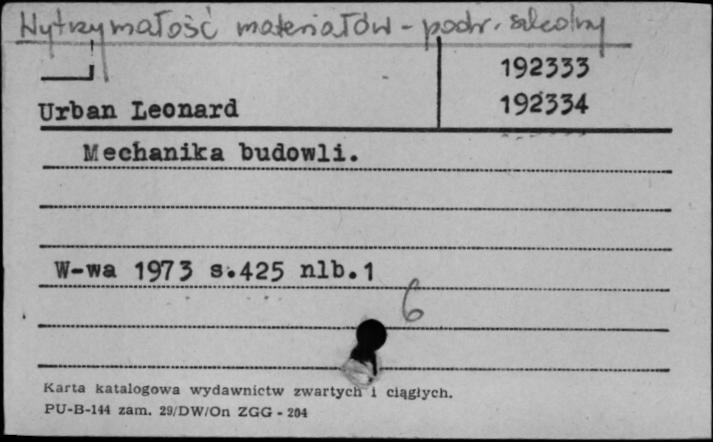 Wytrzymałość materiałów - podr. szkolny
192333
Urban Leonard 192334
Mechanika budowli.
W-wa 1973 s.425 nlb.1
6
Karta katalogowa wydawnictw zwartych i ciągłych.
PU-B-144 zam. 29/DW/On ZGG - 204